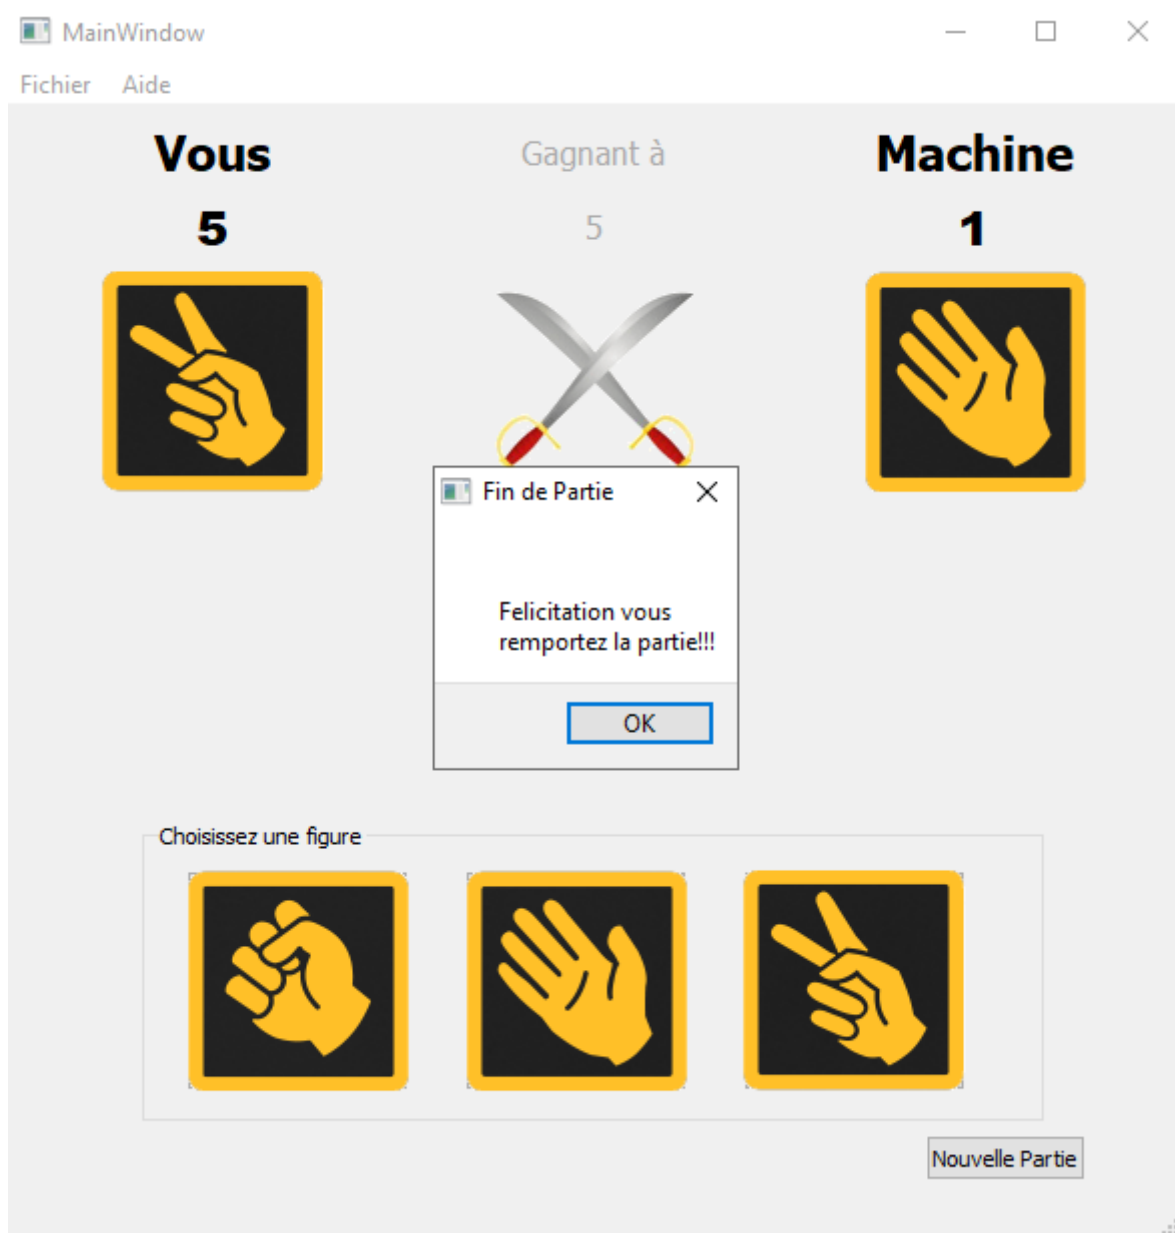 MainWindow
Fichier Aide
Vous
Gagnant à
Machine
5
5
1
Fin de Partie
Felicitation vous
remportez la partie!!!
OK
Choisissez une figure
Nouvelle Partie